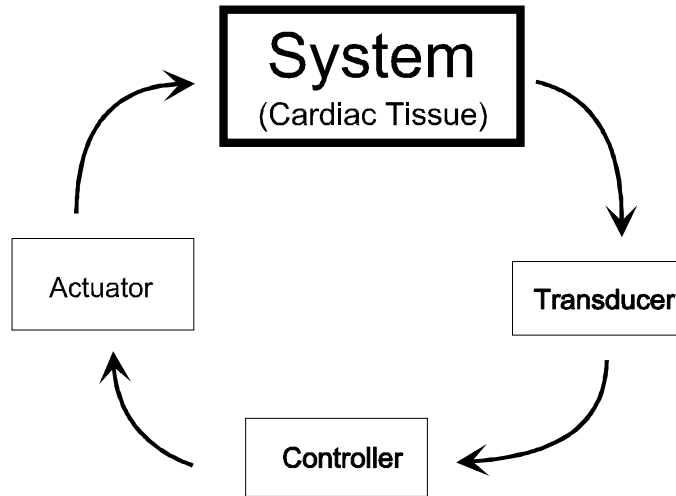 System
(Cardiac Tissue)
Actuator
Transducer
Controller